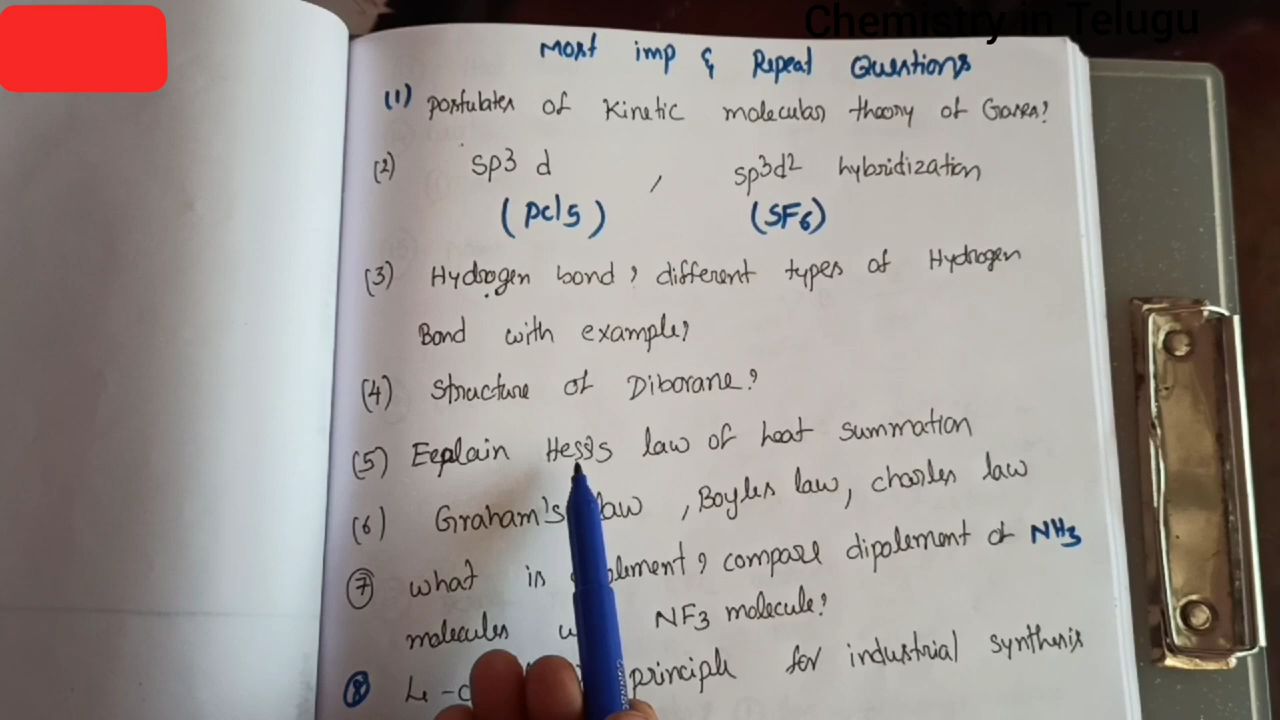 Chemistry in Telugu
Most imp & Repeat Questions
(1) postulates of Kinetic molecular theory of Gases?
(2) sp3 d , sp3d2 hybridization
(pcl5) (SF6)
(3) Hydrogen bond? different types of Hydrogen
Bond with example?
(4) Structure of Diborane?
(5) Eeplain Hess's law of heat summation
(6) Graham's law , Boyles law, charles law
(7) what is compare dipolement of NH3
molecules NF3 molecule?
(8) principle for industrial synthesis